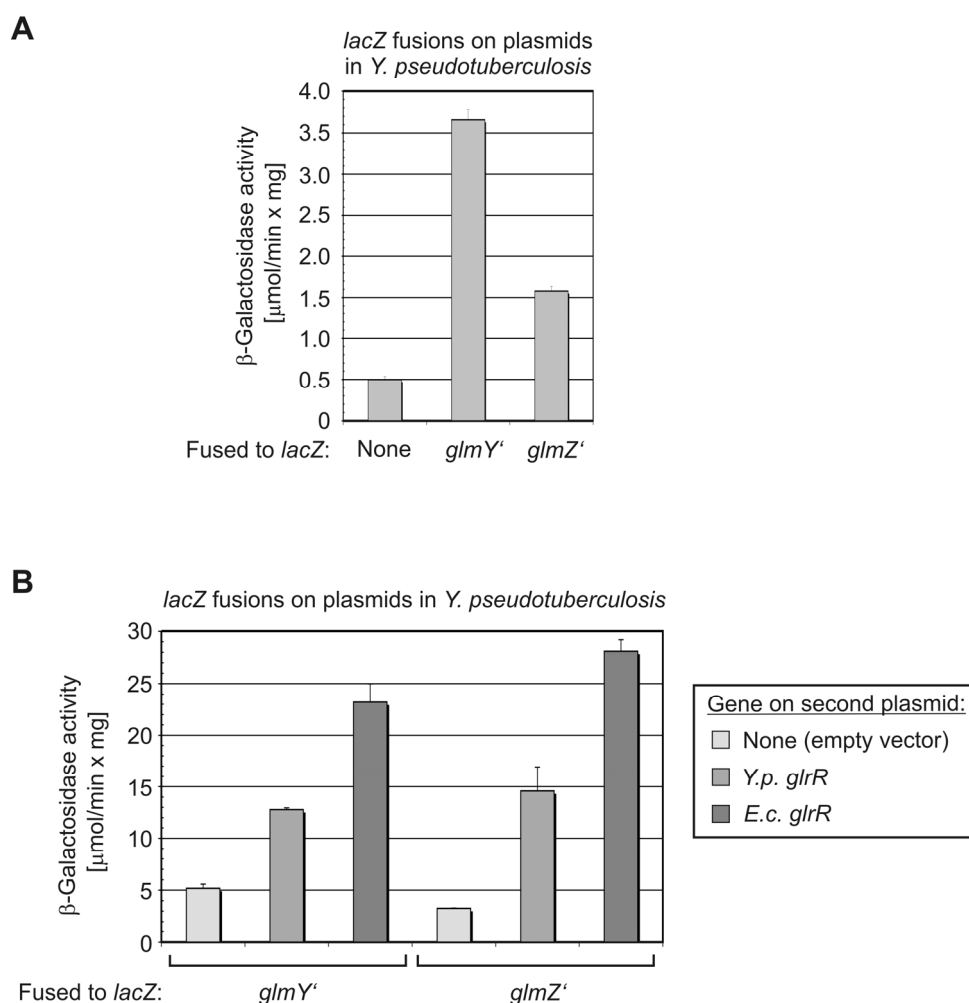 A
lacZ fusions on plasmids
in Y. pseudotuberculosis
β-Galactosidase activity
[µmol/min x mg]
4.0
3.5
3.0
2.5
2.0
1.5
1.0
0.5
0
Fused to lacZ: None glmY‘ glmZ‘
B
lacZ fusions on plasmids in Y. pseudotuberculosis
β-Galactosidase activity
[µmol/min x mg]
30
25
20
15
10
5
0
Fused to lacZ: glmY‘ glmZ‘
Gene on second plasmid:
None (empty vector)
Y.p. glrR
E.c. glrR